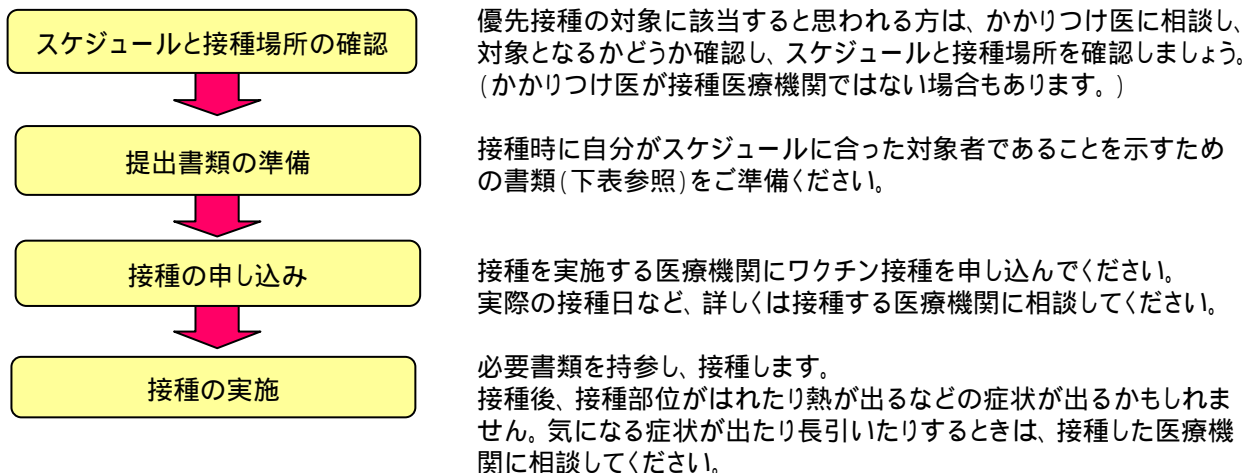 スケジュールと接種場所の確認
優先接種の対象に該当すると思われる方は、かかりつけ医に相談し、
対象となるかどうか確認し、スケジュールと接種場所を確認しましょう。
(かかりつけ医が接種医療機関ではない場合もあります。)
提出書類の準備
接種時に自分がスケジュールに合った対象者であることを示すため
の書類(下表参照)をご準備ください。
接種の申し込み
接種を実施する医療機関にワクチン接種を申し込んでください。
実際の接種日など、詳しくは接種する医療機関に相談してください。
接種の実施
必要書類を持参し、接種します。
接種後、接種部位がはれたり熱が出るなどの症状が出るかもしれま
せん。気になる症状が出たり長引いたりするときは、接種した医療機
関に相談してください。